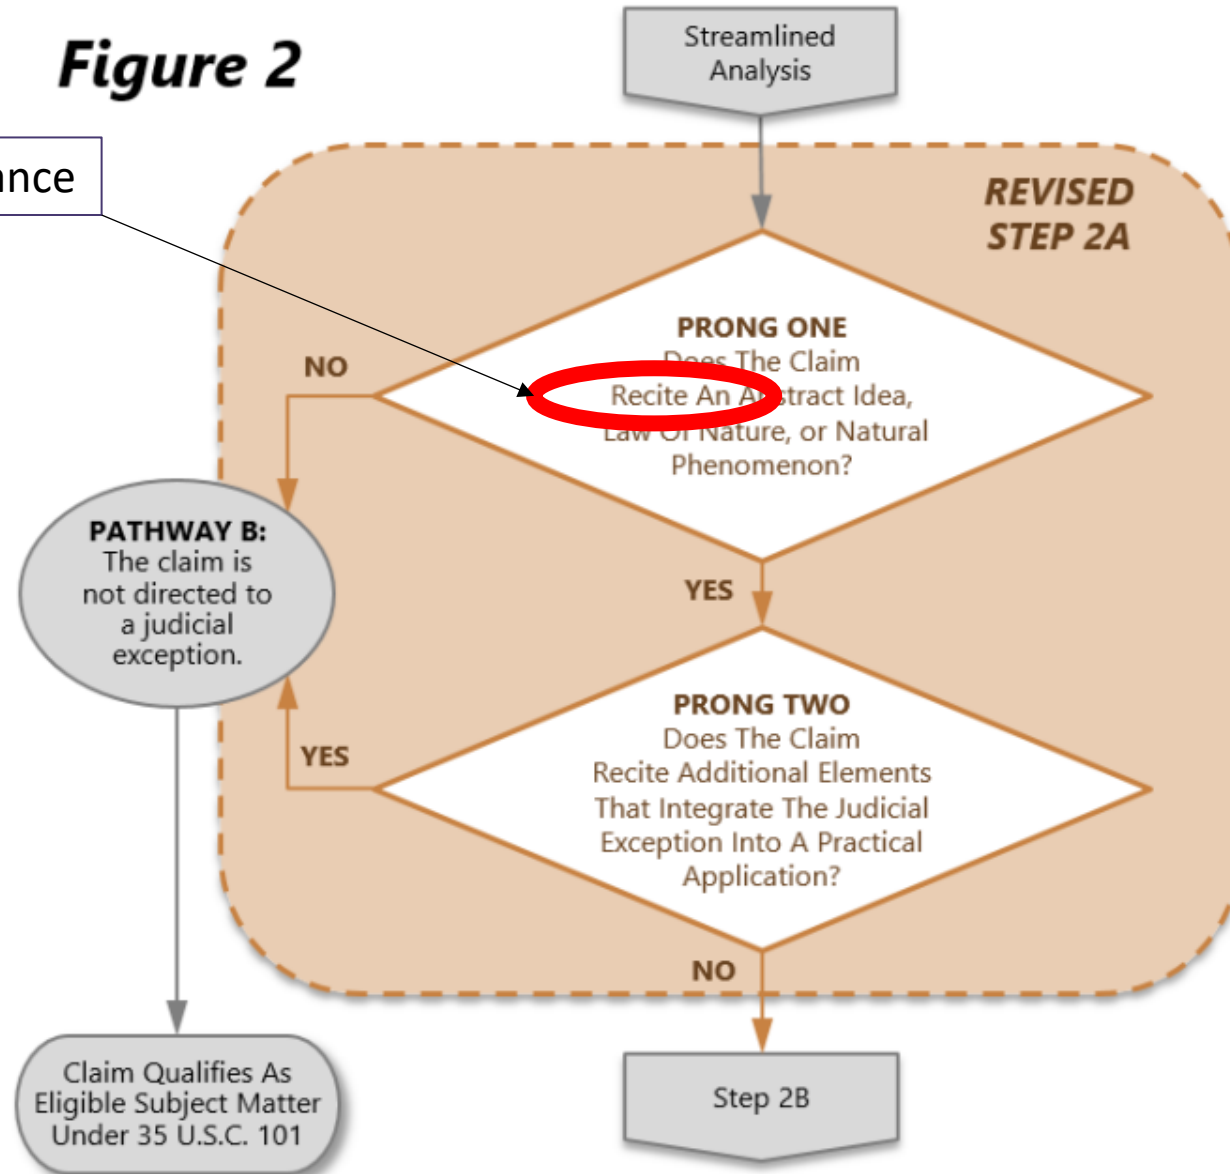 Figure 2
Streamlined
Analysis
ance
REVISED
STEP 2A
PRONG ONE
Does The Claim
Recite An Abstract Idea,
Law Of Nature, or Natural
Phenomenon?
NO
YES
PATHWAY B:
The claim is
not directed to
a judicial
exception.
PRONG TWO
Does The Claim
Recite Additional Elements
That Integrate The Judicial
Exception Into A Practical
Application?
YES
NO
Claim Qualifies As
Eligible Subject Matter
Under 35 U.S.C. 101
Step 2B